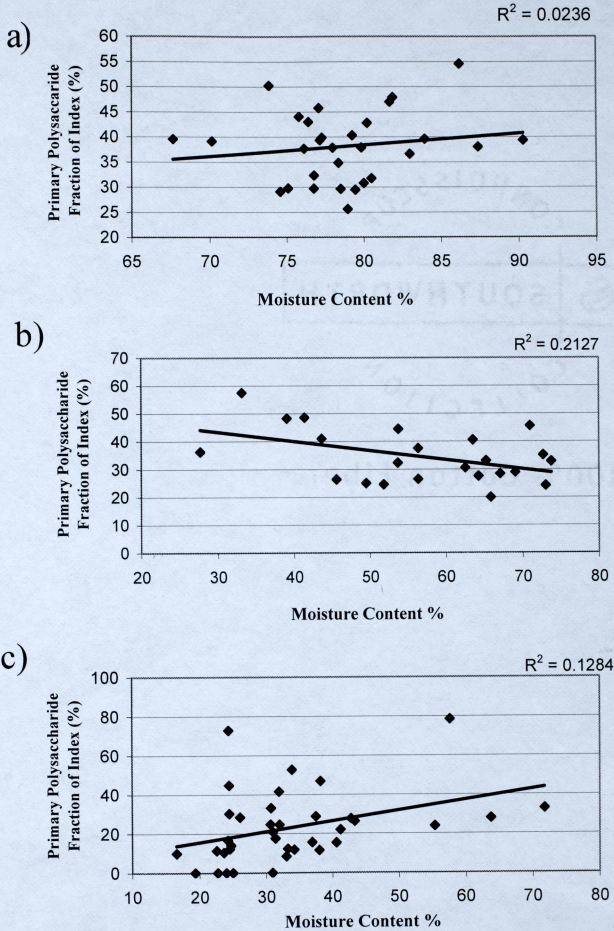 R² = 0.0236
a)
Primary Polysaccaride
Fraction of Index (%)
60
55
50
45
40
35
30
25
20
65 70 75 80 85 90 95
Moisture Content %
b)
R² = 0.2127
Primary Polysaccharide
Fraction of Index (%)
70
60
50
40
30
20
10
0
20 30 40 50 60 70 80
Moisture Content %
c)
R² = 0.1284
Primary Polysaccharide
Fraction of Index (%)
100
80
60
40
20
0
10 20 30 40 50 60 70 80
Moisture Content %
SOUTHWORTH